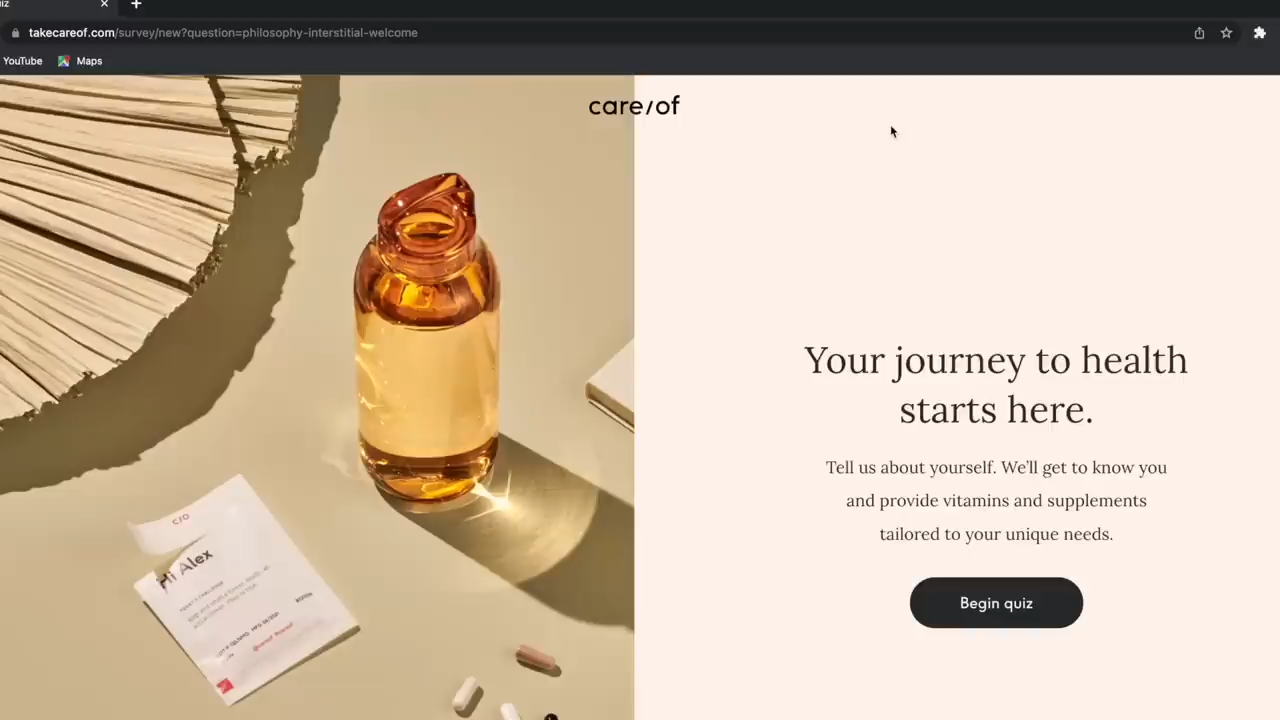 iz
takecareof.com/survey/new?question=philosophy-interstitial-welcome
YouTube
Maps
care/of
Your journey to health
starts here.
Tell us about yourself. We'll get to know you
and provide vitamins and supplements
tailored to your unique needs.
Begin quiz
C/O
Hi Alex